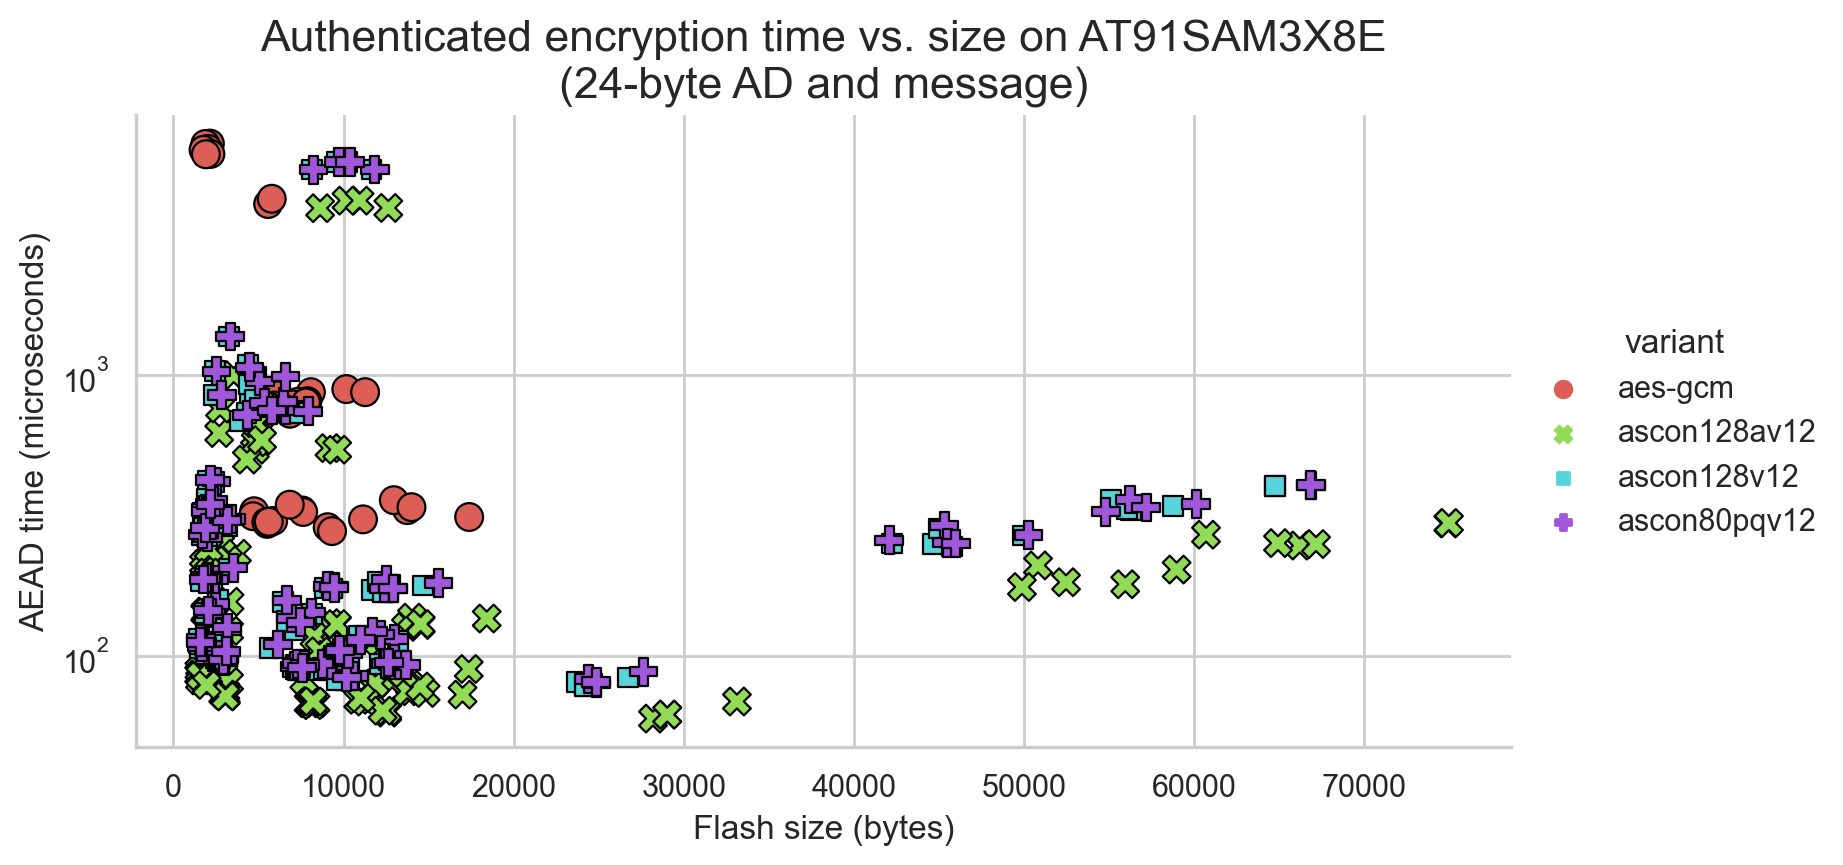 Authenticated encryption time vs. size on AT91SAM3X8E
(24-byte AD and message)
AEAD time (microseconds)
10³
10²
0 10000 20000 30000 40000 50000 60000 70000
Flash size (bytes)
variant
aes-gcm
ascon128av12
ascon128v12
ascon80pqv12